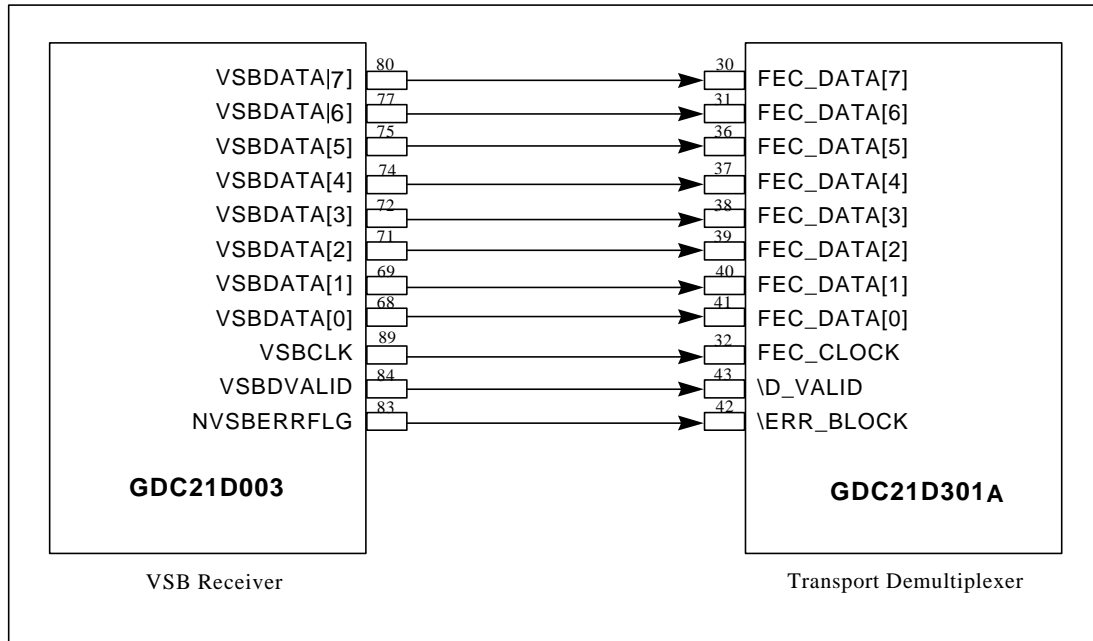 VSBDATA|7] 80 30 FEC_DATA[7]
VSBDATA|6] 77 31 FEC_DATA[6]
VSBDATA[5] 75 36 FEC_DATA[5]
VSBDATA[4] 74 37 FEC_DATA[4]
VSBDATA[3] 72 38 FEC_DATA[3]
VSBDATA[2] 71 39 FEC_DATA[2]
VSBDATA[1] 69 40 FEC_DATA[1]
VSBDATA[0] 68 41 FEC_DATA[0]
VSBCLK 89 32 FEC_CLOCK
VSBDVALID 84 43 \D_VALID
NVSBERRFLG 83 42 \ERR_BLOCK
GDC21D003 GDC21D301A
VSB Receiver Transport Demultiplexer